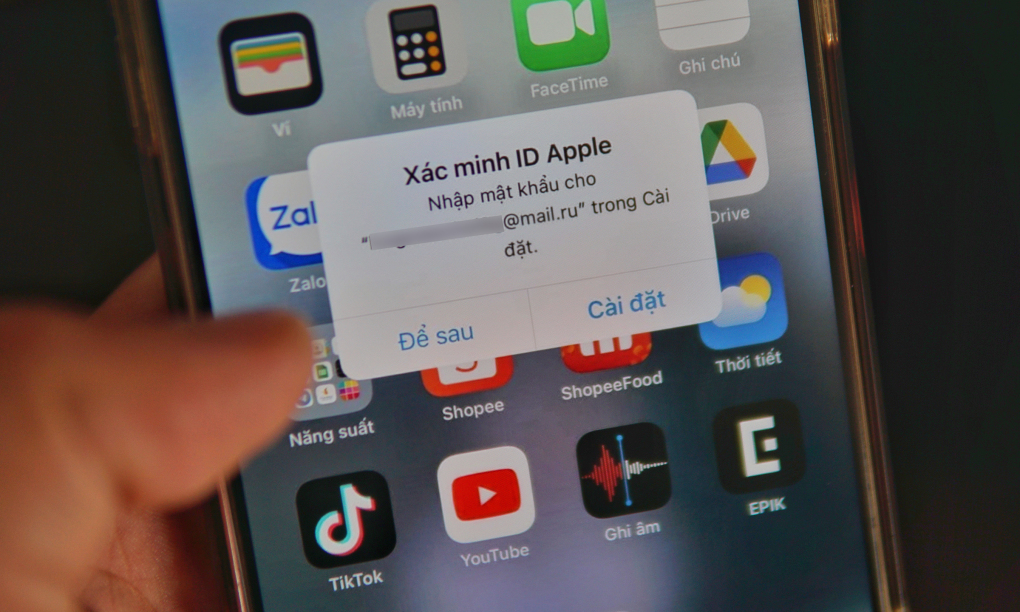 Ví
Máy tính
FaceTime
Ghi chú
Xác minh ID Apple
Nhập mật khẩu cho
“@mail.ru” trong Cài
đặt.
Để sau
Cài đặt
Zalo
Zalo
Drive
Năng suất
Shopee
ShopeeFood
Thời tiết
TikTok
YouTube
Ghi âm
EPIK